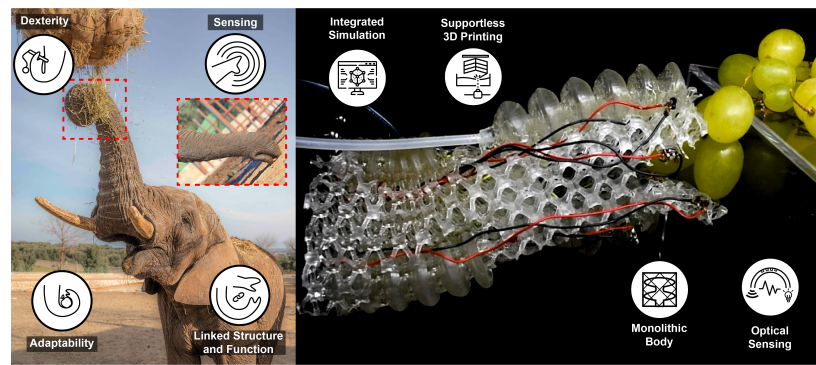 Dexterity
Sensing
Adaptability
Linked Structure
and Function
Integrated
Simulation
Supportless
3D Printing
Monolithic
Body
Optical
Sensing